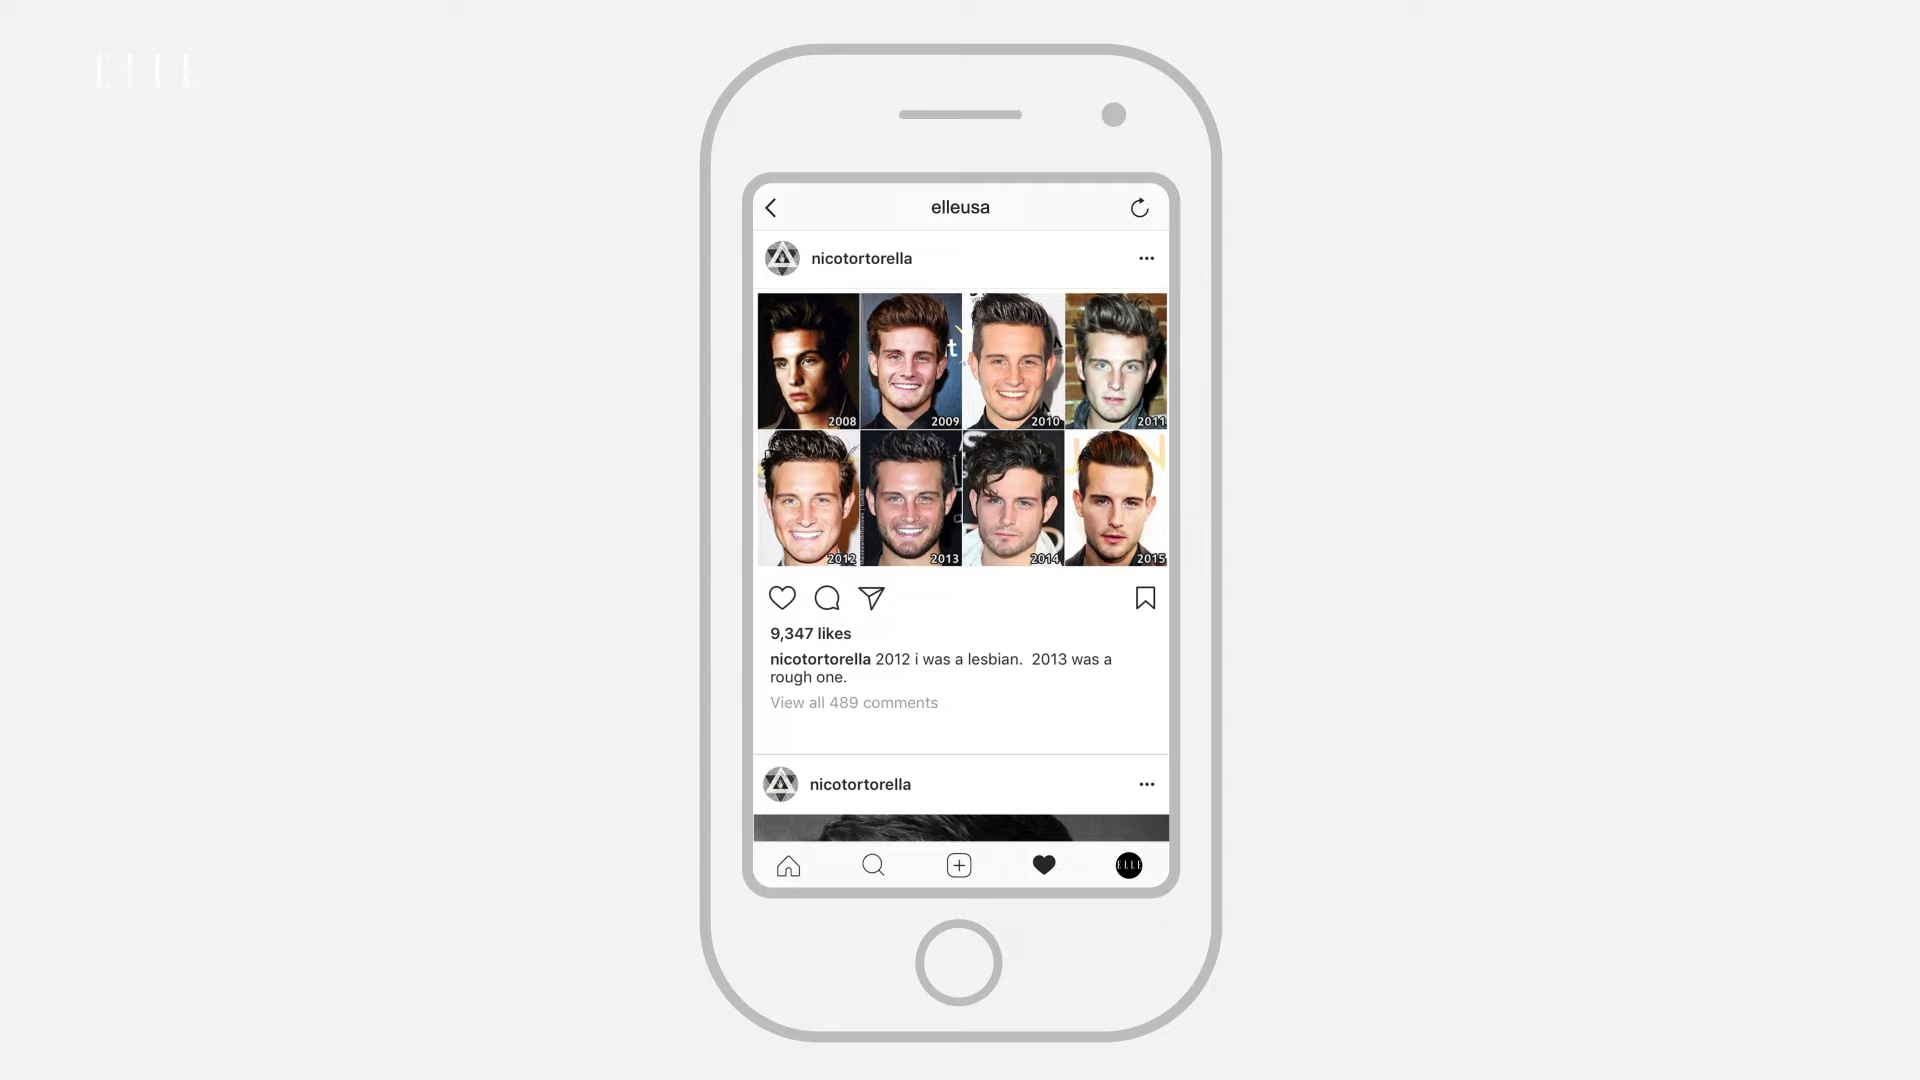 ELLE
elleusa
nicotortorella
2008
2009
2010
2011
2012
2013
2014
2015
9,347 likes
nicotortorella 2012 i was a lesbian. 2013 was a
rough one.
View all 489 comments
nicotortorella
ELLE